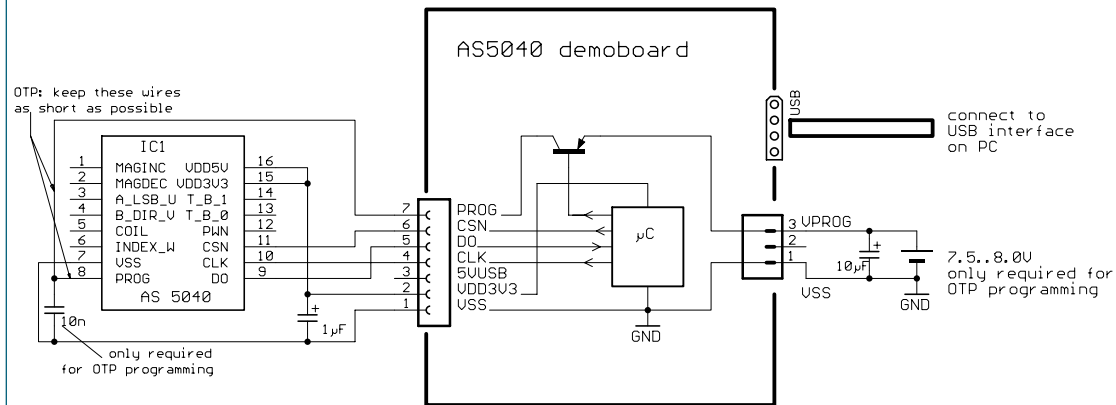 AS5040 demoboard
OTP: keep these wires
as short as possible
USB
connect to
USB interface
on PC
IC1
1 MAGINC VDD5V 16
2 MAGDEC VDD3V3 15
3 A_LSB_U T_B_1 14
4 B_DIR_V T_B_0 13
5 COIL PWN 12
6 INDEX_W CSN 11
7 VSS CLK 10
8 PROG DO 9
AS 5040
10n
only required
for OTP programming
1µF
+
7 PROG
6 CSN
5 DO
4 CLK
3 5VUSB
2 VDD3V3
1 VSS
µC
GND
3 VPROG
2
1
VSS
10µF
+
GND
7.5..8.0V
only required for
OTP programming